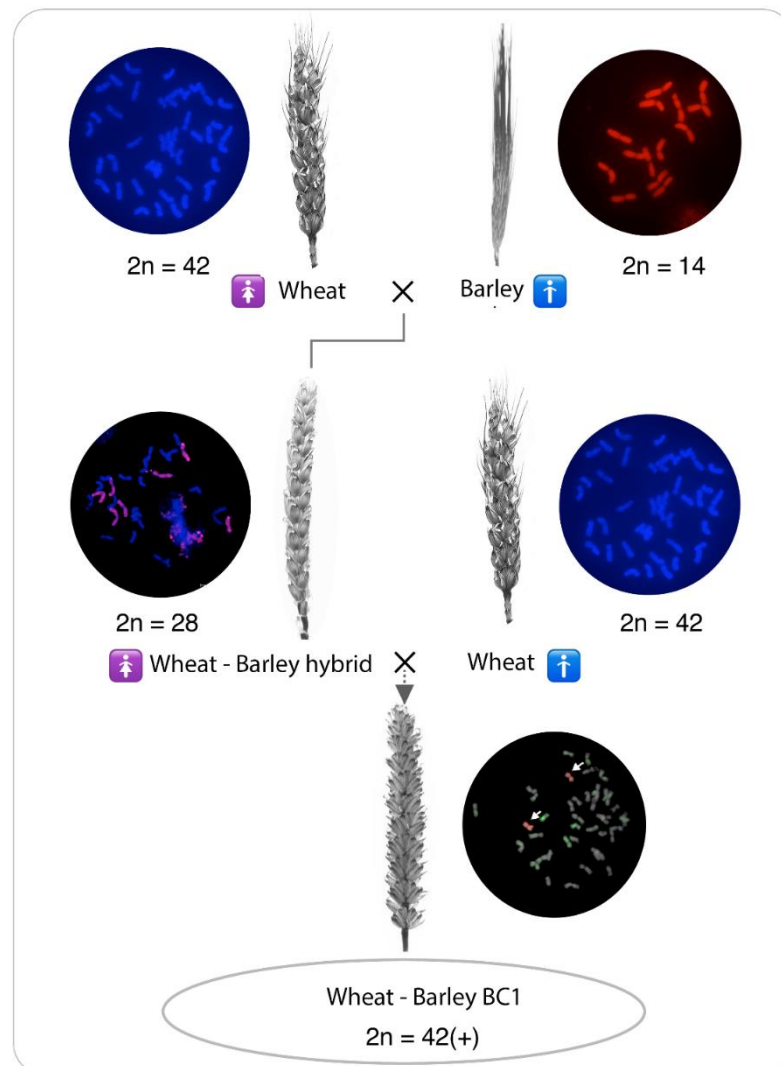 2n = 42
2n = 14
Wheat × Barley
2n = 28
2n = 42
Wheat - Barley hybrid × Wheat
Wheat - Barley BC1
2n = 42(+)